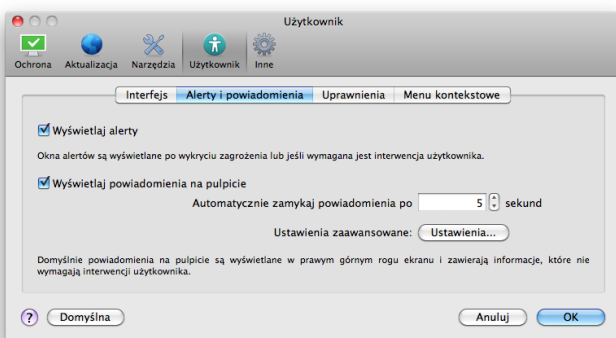 Użytkownik
Ochrona Aktualizacja Narzędzia Użytkownik Inne
Interfejs Alerty i powiadomienia Uprawnienia Menu kontekstowe
Wyświetlaj alerty
Okna alertów są wyświetlane po wykryciu zagrożenia lub jeśli wymagana jest interwencja użytkownika.
Wyświetlaj powiadomienia na pulpicie
Automatycznie zamykaj powiadomienia po 5 sekund
Ustawienia zaawansowane: Ustawienia...
Domyślnie powiadomienia na pulpicie są wyświetlane w prawym górnym rogu ekranu i zawierają informacje, które nie
wymagają interwencji użytkownika.
? Domyślna Anuluj OK